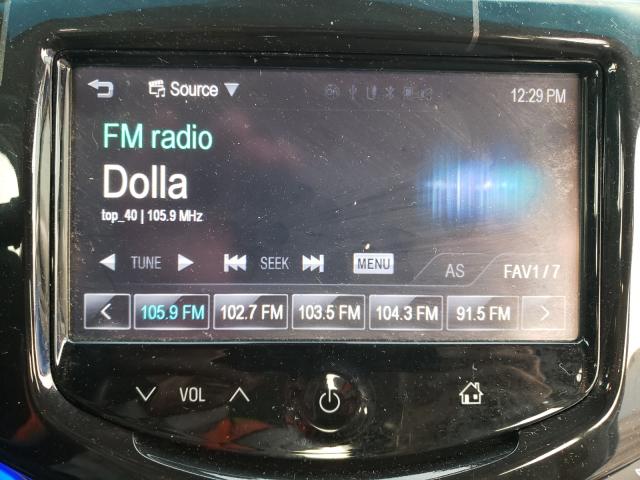 Source
12:29 PM
FM radio
Dolla
top_40 | 105.9 MHz
TUNE SEEK MENU AS FAV1 / 7
105.9 FM 102.7 FM 103.5 FM 104.3 FM 91.5 FM
VOL